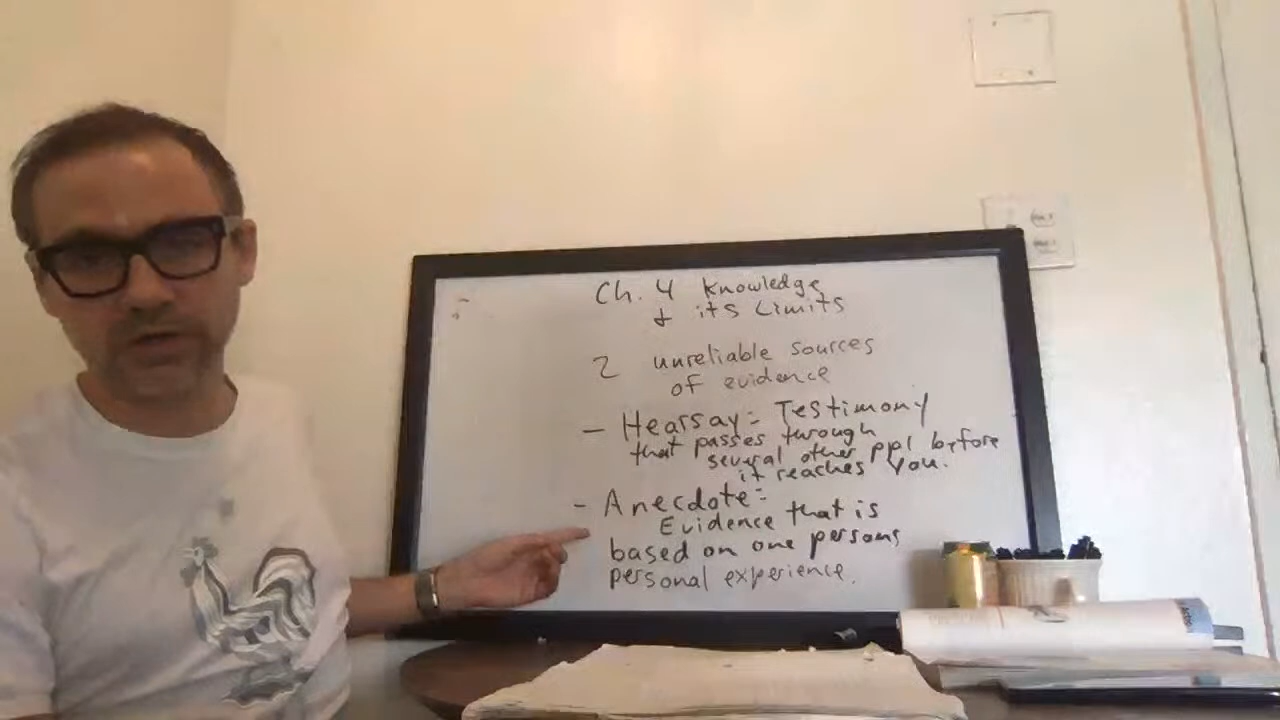 Ch. 4 Knowledge
& its Limits
2 unreliable sources
of evidence
- Hearsay: Testimony
that passes through
several other ppl before
it reaches you.
- Anecdote:
Evidence that is
based on one persons
personal experience.